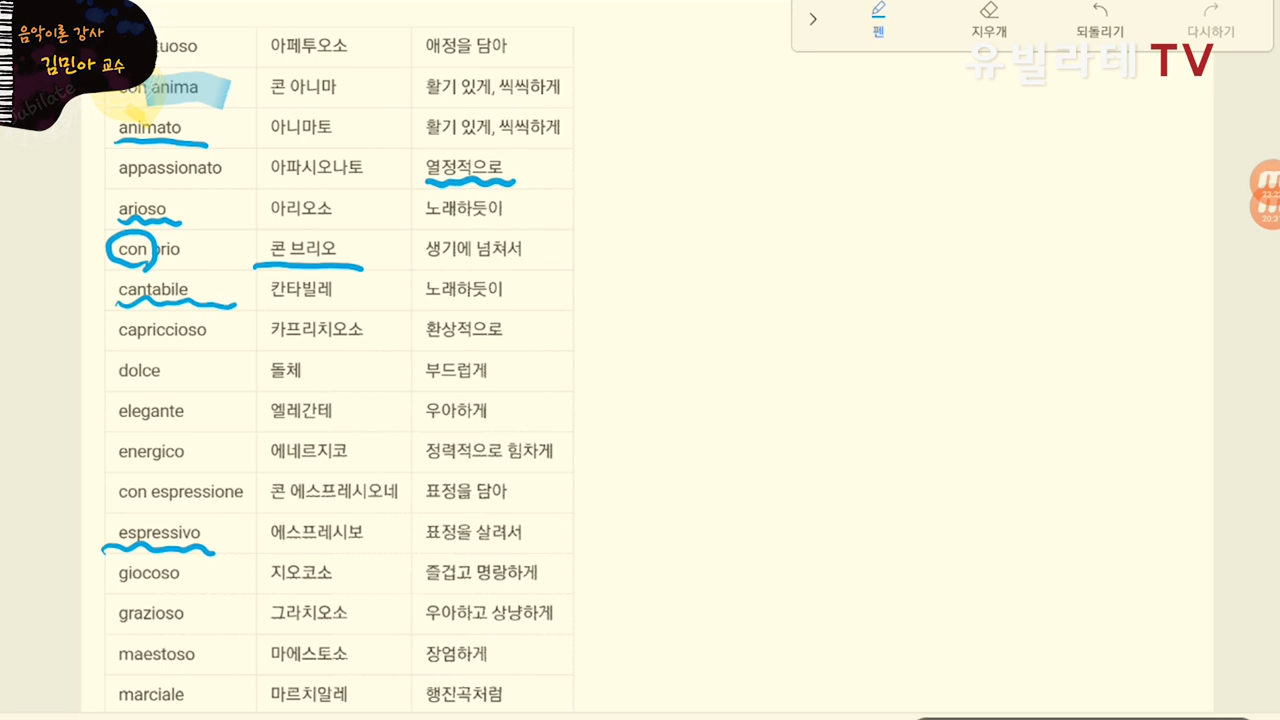 음악이론 강사
김민아 교수
Jubilate
펜
지우개
되돌리기
다시하기
유빌라테 TV
tuoso 아페투오소 애정을 담아
con anima 콘 아니마 활기 있게, 씩씩하게
animato 아니마토 활기 있게, 씩씩하게
appassionato 아파시오나토 열정적으로
arioso 아리오소 노래하듯이
con brio 콘 브리오 생기에 넘쳐서
cantabile 칸타빌레 노래하듯이
capriccioso 카프리치오소 환상적으로
dolce 돌체 부드럽게
elegante 엘레간테 우아하게
energico 에네르지코 정력적으로 힘차게
con espressione 콘 에스프레시오네 표정을 담아
espressivo 에스프레시보 표정을 살려서
giocoso 지오코소 즐겁고 명랑하게
grazioso 그라치오소 우아하고 상냥하게
maestoso 마에스토소 장엄하게
marciale 마르치알레 행진곡처럼